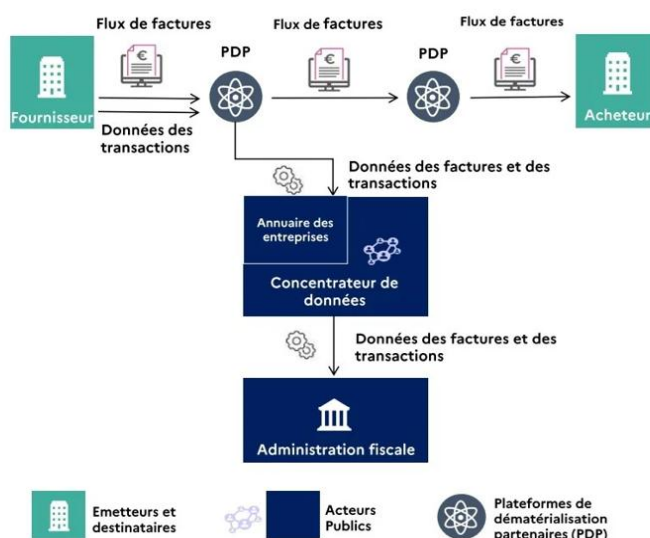 Flux de factures
Flux de factures
Flux de factures
PDP
PDP
€
€
€
Fournisseur
Acheteur
Données des
transactions
Données des factures et des
transactions
Annuaire des
entreprises
Concentrateur de
données
Données des factures et des
transactions
Administration fiscale
Emetteurs et
destinataires
Acteurs
Publics
Plateformes de
dématérialisation
partenaires (PDP)